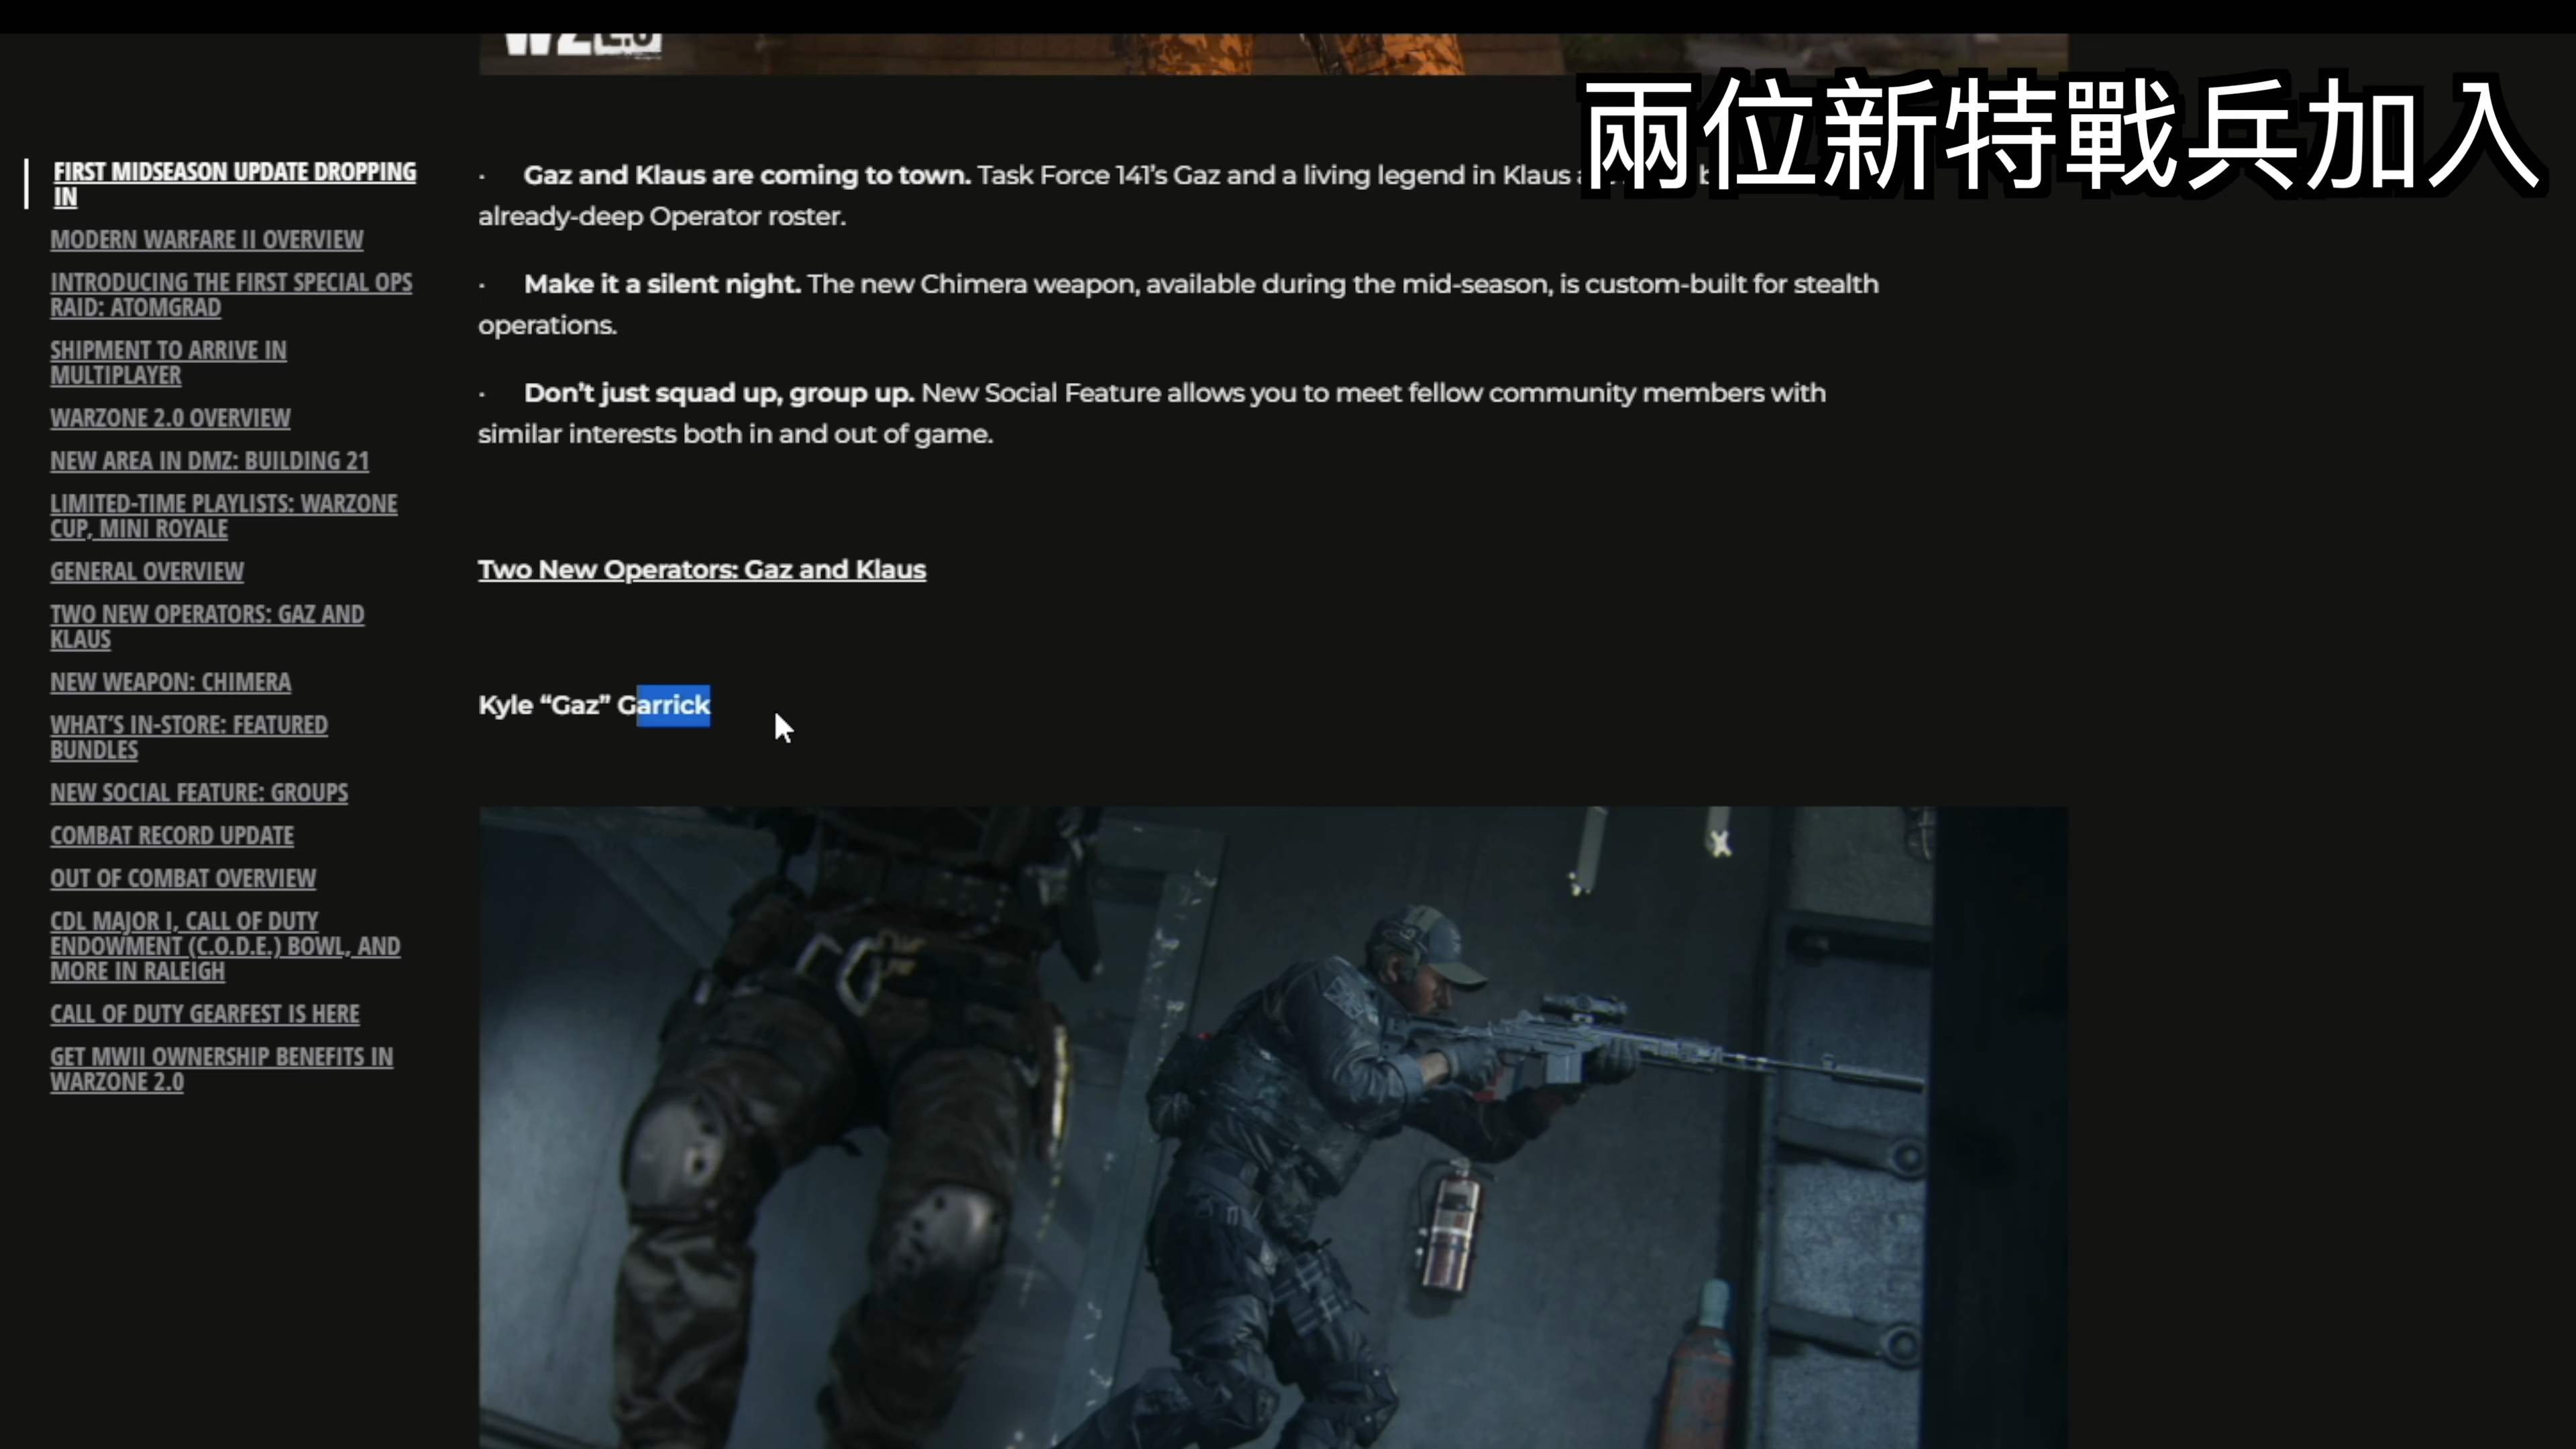 兩位新特戰兵加入
FIRST MIDSEASON UPDATE DROPPING
IN
MODERN WARFARE II OVERVIEW
INTRODUCING THE FIRST SPECIAL OPS
RAID: ATOMGRAD
SHIPMENT TO ARRIVE IN
MULTIPLAYER
WARZONE 2.0 OVERVIEW
NEW AREA IN DMZ: BUILDING 21
LIMITED-TIME PLAYLISTS: WARZONE
CUP, MINI ROYALE
GENERAL OVERVIEW
TWO NEW OPERATORS: GAZ AND
KLAUS
NEW WEAPON: CHIMERA
WHAT'S IN-STORE: FEATURED
BUNDLES
NEW SOCIAL FEATURE: GROUPS
COMBAT RECORD UPDATE
OUT OF COMBAT OVERVIEW
CDL MAJOR I, CALL OF DUTY
ENDOWMENT (C.O.D.E.) BOWL, AND
MORE IN RALEIGH
CALL OF DUTY GEARFEST IS HERE
GET MWII OWNERSHIP BENEFITS IN
WARZONE 2.0
· Gaz and Klaus are coming to town. Task Force 141's Gaz and a living legend in Klaus
already-deep Operator roster.
· Make it a silent night. The new Chimera weapon, available during the mid-season, is custom-built for stealth
operations.
· Don't just squad up, group up. New Social Feature allows you to meet fellow community members with
similar interests both in and out of game.
Two New Operators: Gaz and Klaus
Kyle “Gaz” Garrick